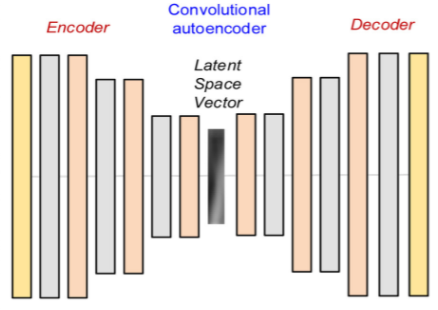 Convolutional
autoencoder
Encoder
Decoder
Latent
Space
Vector